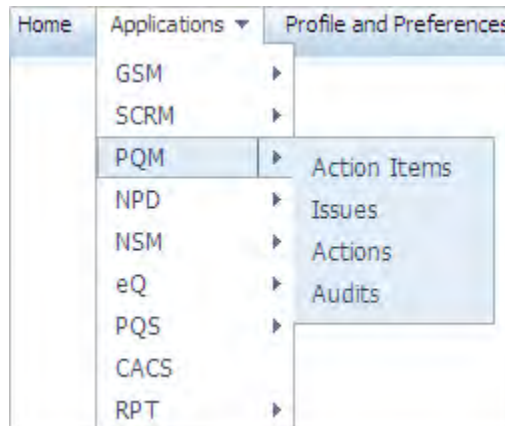 Home Applications Profile and Preferences
GSM
SCRM
PQM
Action Items
NPD
Issues
NSM
Actions
eQ
Audits
PQS
CACS
RPT